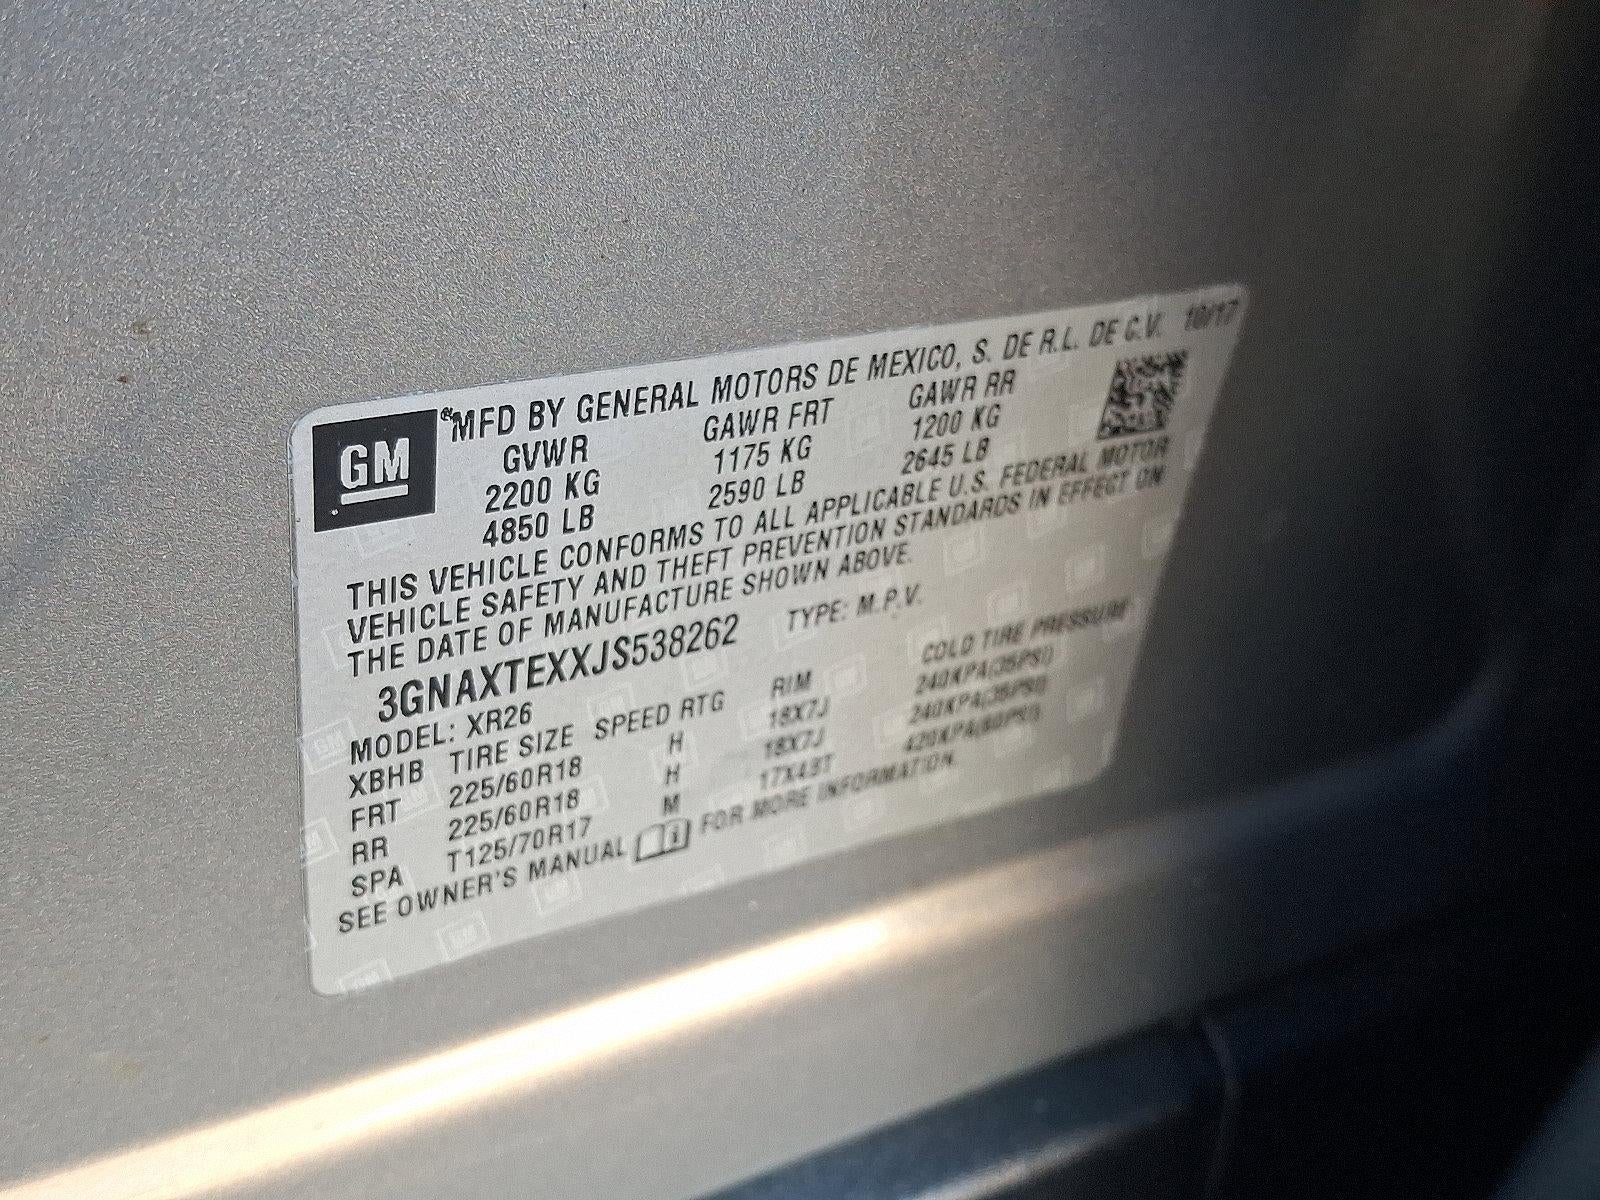 GM
®MFD BY GENERAL MOTORS DE MEXICO, S. DE R.L. DE C.V. 10/17
GVWR GAWR FRT GAWR RR
2200 KG 1175 KG 1200 KG
4850 LB 2590 LB 2645 LB
THIS VEHICLE CONFORMS TO ALL APPLICABLE U.S. FEDERAL MOTOR
VEHICLE SAFETY AND THEFT PREVENTION STANDARDS IN EFFECT ON
THE DATE OF MANUFACTURE SHOWN ABOVE.
3GNAXTEXXJS538262 TYPE: M.P.V.
MODEL: XR26
XBHB TIRE SIZE SPEED RTG RIM COLD TIRE PRESSURE
FRT 225/60R18 H 18X7J 240KPA(35PSI)
RR 225/60R18 H 18X7J 240KPA(35PSI)
SPA T125/70R17 M 17X4BT 420KPA(60PSI)
SEE OWNER'S MANUAL FOR MORE INFORMATION.